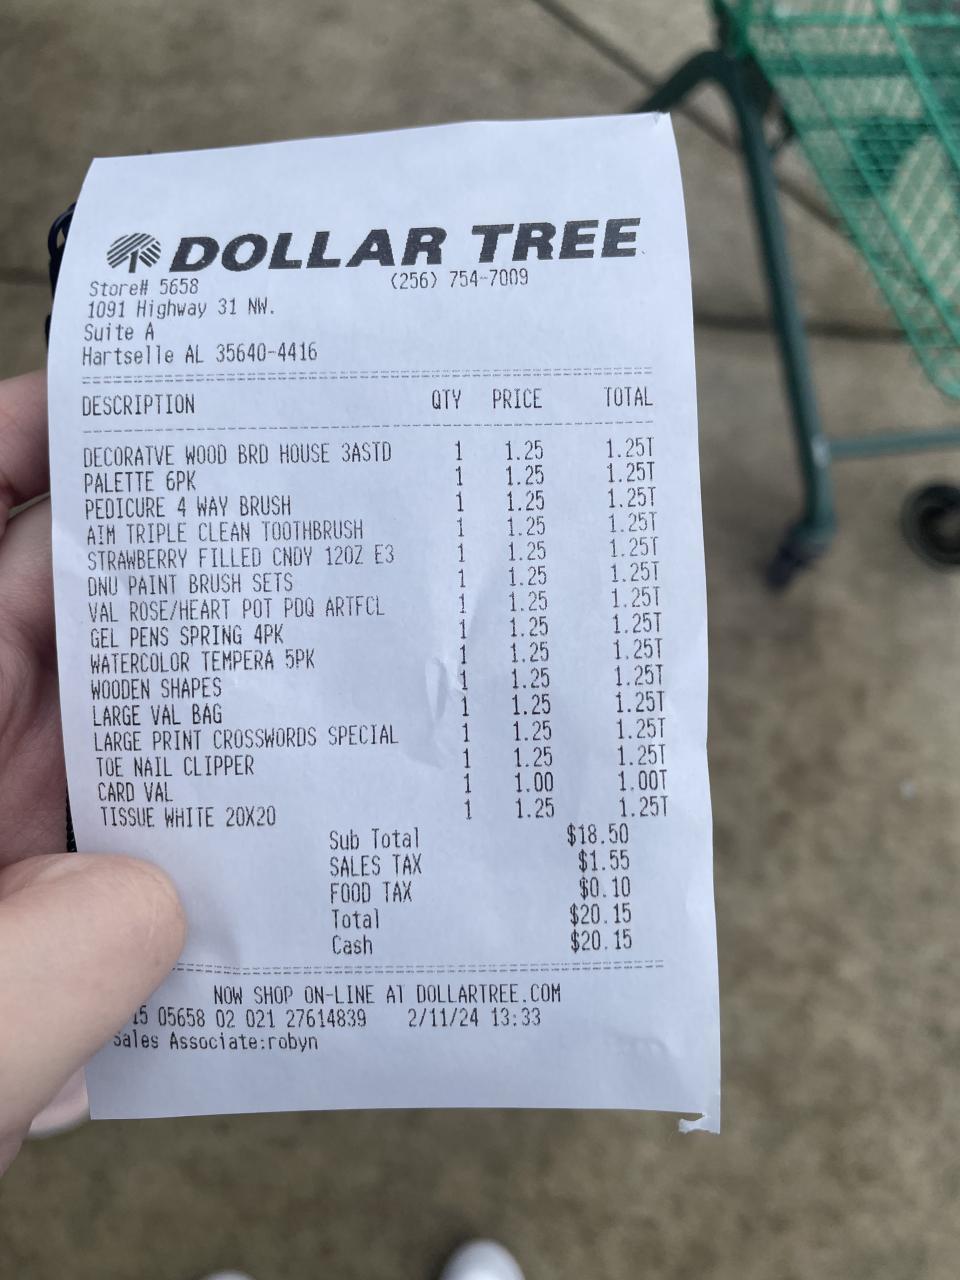 DOLLAR TREE
Store# 5658 (256) 754-7009
1091 Highway 31 NW.
Suite A
Hartselle AL 35640-4416
DESCRIPTION QTY PRICE TOTAL
DECORATVE WOOD BRD HOUSE 3ASTD 1 1.25 1.25T
PALETTE 6PK 1 1.25 1.25T
PEDICURE 4 WAY BRUSH 1 1.25 1.25T
AIM TRIPLE CLEAN TOOTHBRUSH 1 1.25 1.25T
STRAWBERRY FILLED CNDY 12OZ E3 1 1.25 1.25T
DNU PAINT BRUSH SETS 1 1.25 1.25T
VAL ROSE/HEART POT PDQ ARTFCL 1 1.25 1.25T
GEL PENS SPRING 4PK 1 1.25 1.25T
WATERCOLOR TEMPERA 5PK 1 1.25 1.25T
WOODEN SHAPES 1 1.25 1.25T
LARGE VAL BAG 1 1.25 1.25T
LARGE PRINT CROSSWORDS SPECIAL 1 1.25 1.25T
TOE NAIL CLIPPER 1 1.25 1.25T
CARD VAL 1 1.00 1.00T
TISSUE WHITE 20X20 1 1.25 1.25T
Sub Total $18.50
SALES TAX $1.55
FOOD TAX $0.10
Total $20.15
Cash $20.15
NOW SHOP ON-LINE AT DOLLARTREE.COM
15 05658 02 021 27614839 2/11/24 13:33
Sales Associate:robyn